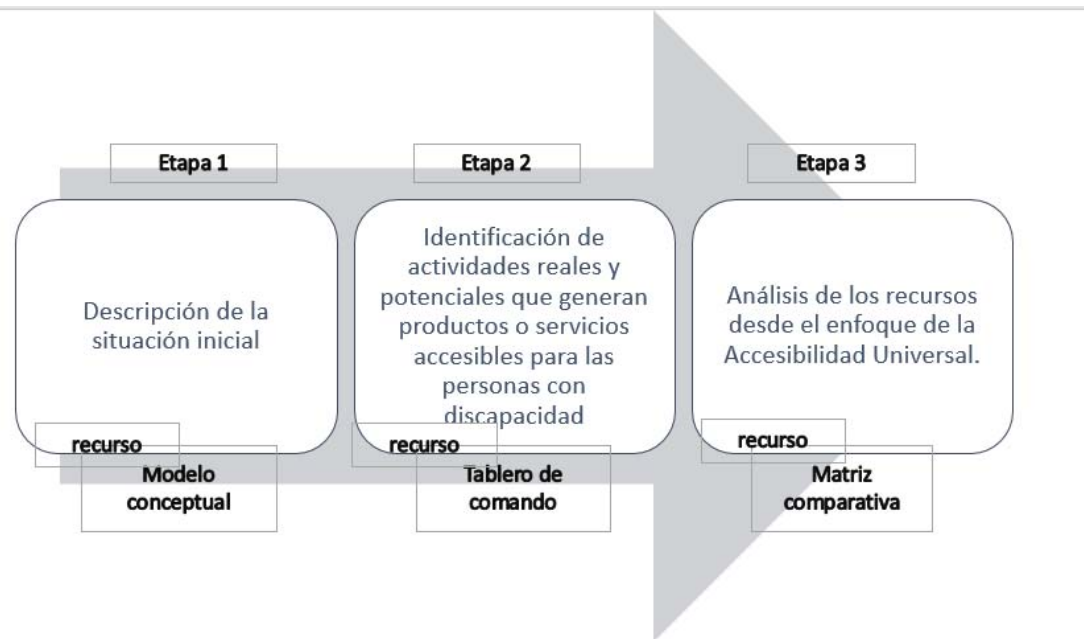 Etapa 1
Descripción de la
situación inicial
recurso
Modelo
conceptual
Etapa 2
Identificación de
actividades reales y
potenciales que generan
productos o servicios
accesibles para las
personas con
discapacidad
recurso
Tablero de
comando
Etapa 3
Análisis de los recursos
desde el enfoque de la
Accesibilidad Universal.
recurso
Matriz
comparativa